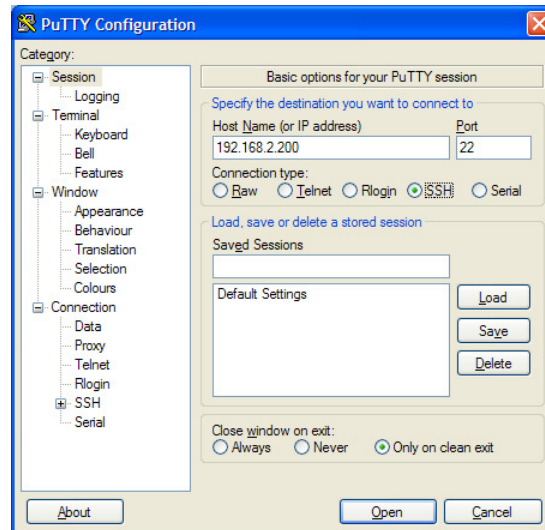 PuTTY Configuration
Category:
Session
Logging
Terminal
Keyboard
Bell
Features
Window
Appearance
Behaviour
Translation
Selection
Colours
Connection
Data
Proxy
Telnet
Rlogin
SSH
Serial
Basic options for your PuTTY session
Specify the destination you want to connect to
Host Name (or IP address) Port
192.168.2.200 22
Connection type:
Raw Telnet Rlogin SSH Serial
Load, save or delete a stored session
Saved Sessions
Default Settings
Load
Save
Delete
Close window on exit:
Always Never Only on clean exit
About Open Cancel